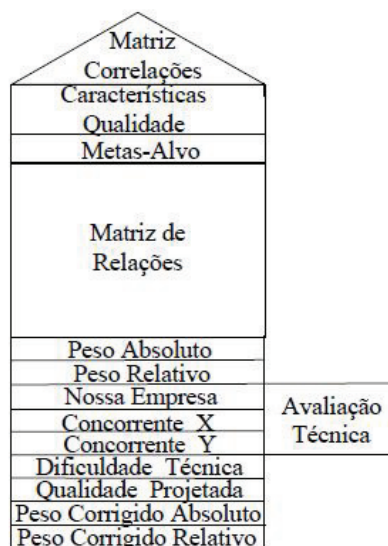 Matriz
Correlações
Características
Qualidade
Metas-Alvo
Matriz de
Relações
Peso Absoluto
Peso Relativo
Nossa Empresa
Concorrente X
Concorrente Y
Avaliação
Técnica
Dificuldade Técnica
Qualidade Projetada
Peso Corrigido Absoluto
Peso Corrigido Relativo